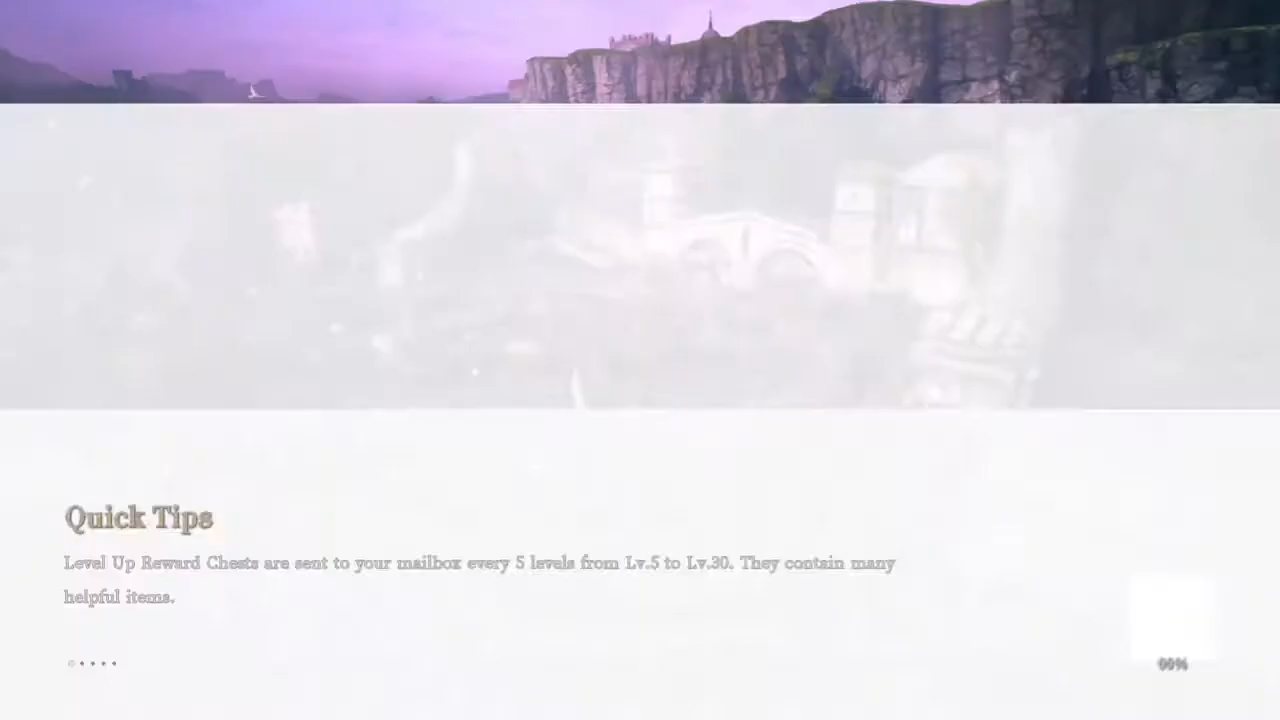 Quick Tips
Level Up Reward Chests are sent to your mailbox every 5 levels from Lv.5 to Lv.30. They contain many
helpful items.